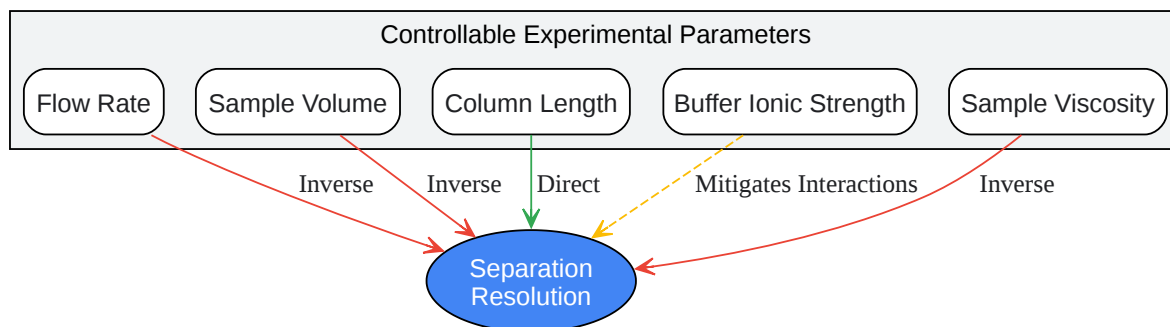 Controllable Experimental Parameters
Flow Rate
Sample Volume
Column Length
Buffer Ionic Strength
Sample Viscosity
Inverse
Inverse
Direct
Mitigates Interactions
Inverse
Separation
Resolution